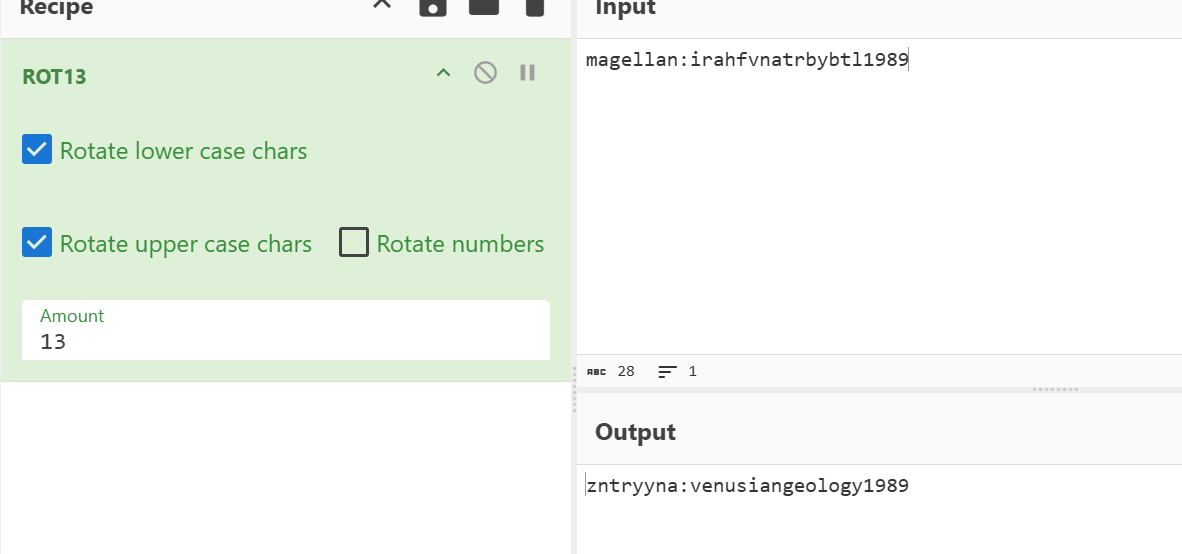 Recipe
ROT13
Rotate lower case chars
Rotate upper case chars
Rotate numbers
Amount
13
Input
magellan:irahfvnatrbybtl1989
ABC 28 1
Output
zntryyna:venusiangeology1989